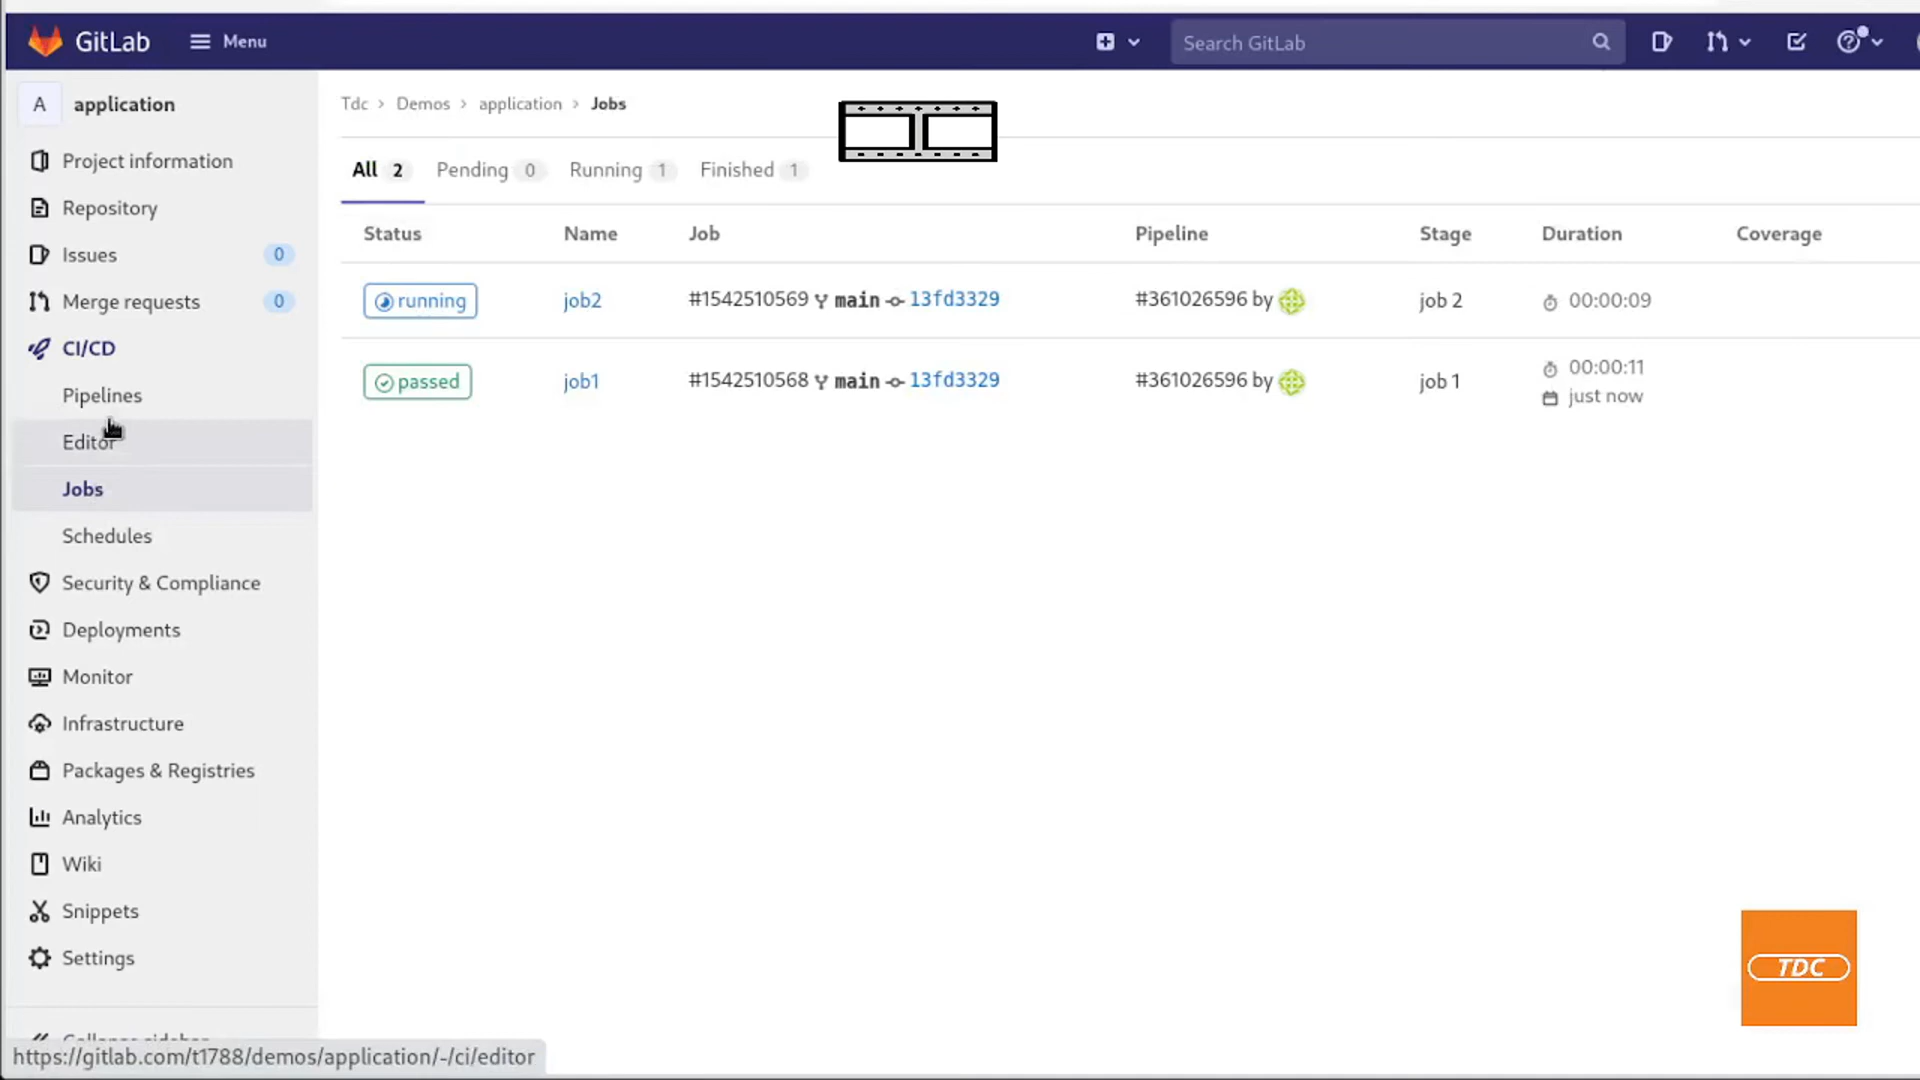 GitLab Menu Search GitLab
A application
Project information
Repository
Issues 0
Merge requests 0
CI/CD
Pipelines
Editor
Jobs
Schedules
Security & Compliance
Deployments
Monitor
Infrastructure
Packages & Registries
Analytics
Wiki
Snippets
Settings
Collapse sidebar
https://gitlab.com/t1788/demos/application/-/ci/editor
Tdc > Demos > application > Jobs
All 2 Pending 0 Running 1 Finished 1
Status Name Job Pipeline Stage Duration Coverage
running job2 #1542510569 main 13fd3329 #361026596 by job 2 00:00:09
passed job1 #1542510568 main 13fd3329 #361026596 by job 1 00:00:11
just now
TDC